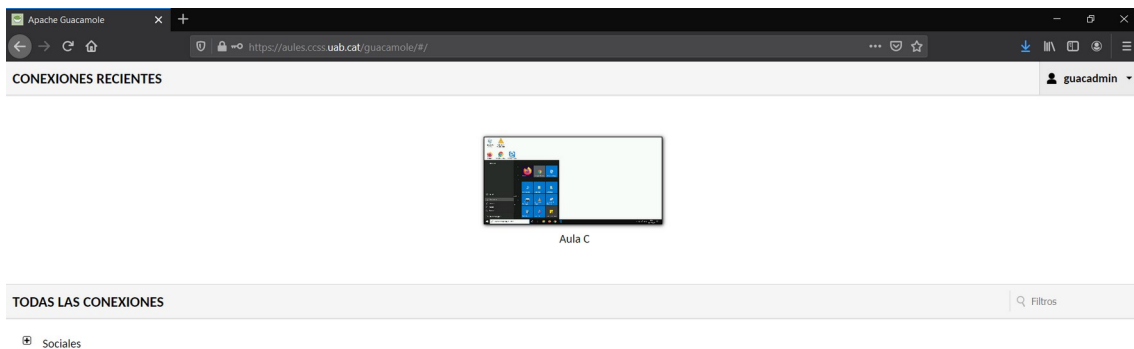 Apache Guacamole
https://aules.ccss.uab.cat/guacamole/#/
CONEXIONES RECIENTES
guacadmin
Aula C
TODAS LAS CONEXIONES
Filtros
Sociales